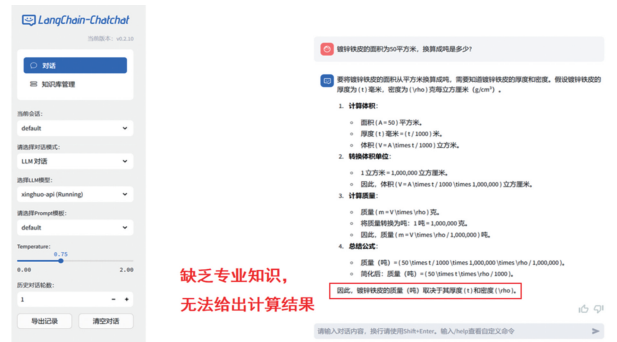 LangChain-Chatchat
当前版本：v0.2.10
对话
知识库管理
当前会话：
default
请选择对话模式：
LLM 对话
选择LLM模型：
xinghuo-api (Running)
请选择Prompt模板：
default
Temperature：
0.75
0.00 2.00
历史对话轮数：
1 - +
导出记录 清空对话
缺乏专业知识，
无法给出计算结果
镀锌铁皮的面积为50平方米，换算成吨是多少?
要将镀锌铁皮的面积从平方米换算成吨，需要知道镀锌铁皮的厚度和密度。假设镀锌铁皮的
厚度为 ( t ) 毫米，密度为 ( \rho ) 克每立方厘米（g/cm³）。
1. 计算体积：
面积 ( A = 50 ) 平方米。
厚度 ( t ) 毫米 = ( t / 1000 ) 米。
体积 ( V = A \times t / 1000 ) 立方米。
2. 转换体积单位：
1 立方米 = 1,000,000 立方厘米。
因此，体积 ( V = A \times t / 1000 \times 1,000,000 ) 立方厘米。
3. 计算质量：
质量 ( m = V \times \rho ) 克。
将质量转换为吨：1 吨 = 1,000,000 克。
因此，质量 ( m = V \times \rho / 1,000,000 ) 吨。
4. 总结公式：
质量（吨）= ( 50 \times t / 1000 \times 1,000,000 \times \rho / 1,000,000 )。
简化后：质量（吨）= ( 50 \times t \times \rho / 1000 )。
因此，镀锌铁皮的质量（吨）取决于其厚度 ( t ) 和密度 ( \rho )。
请输入对话内容，换行请使用Shift+Enter。输入/help查看自定义命令